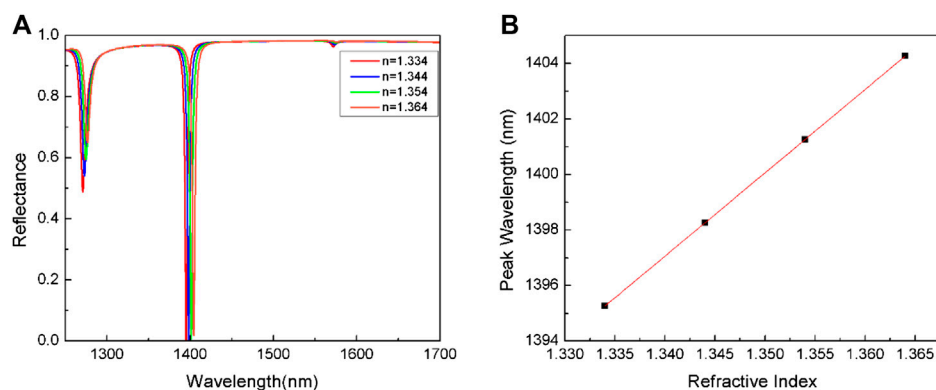 A
1.0
0.8
0.6
0.4
0.2
0.0
Reflectance
1300
1400
1500
1600
1700
Wavelength(nm)
n=1.334
n=1.344
n=1.354
n=1.364
B
1404
1402
1400
1398
1396
1394
Peak Wavelength (nm)
1.330
1.335
1.340
1.345
1.350
1.355
1.360
1.365
Refractive Index